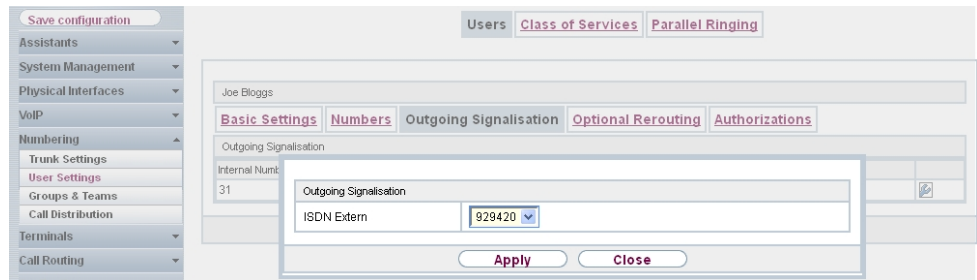 Save configuration
Users Class of Services Parallel Ringing
Assistants
System Management
Physical Interfaces
VoIP
Numbering
Trunk Settings
User Settings
Groups & Teams
Call Distribution
Terminals
Call Routing
Joe Bloggs
Basic Settings Numbers Outgoing Signalisation Optional Rerouting Authorizations
Outgoing Signalisation
Internal Numb
31
Outgoing Signalisation
ISDN Extern 929420
Apply Close